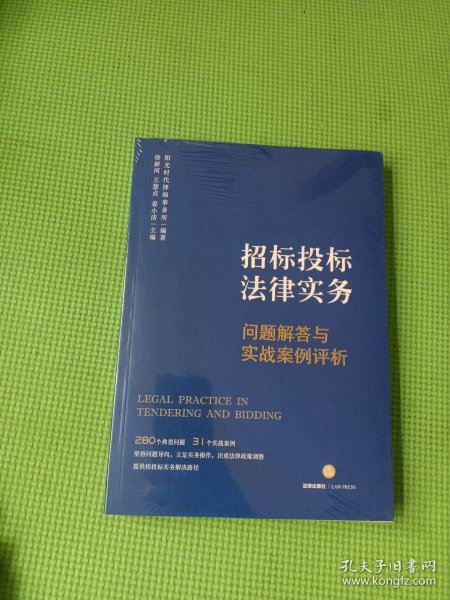 阳光时代律师事务所 | 编著
徐新河 王慧贞 姜小洁 | 主编
招标投标
法律实务
问题解答与
实战案例评析
LEGAL PRACTICE IN
TENDERING AND BIDDING
280个典型问题 31个实战案例
坚持问题导向，立足实务操作，注重法律政策调整
提供招投标实务解决路径
法律出版社 | LAW PRESS
孔夫子旧书网
www.kongfz.com